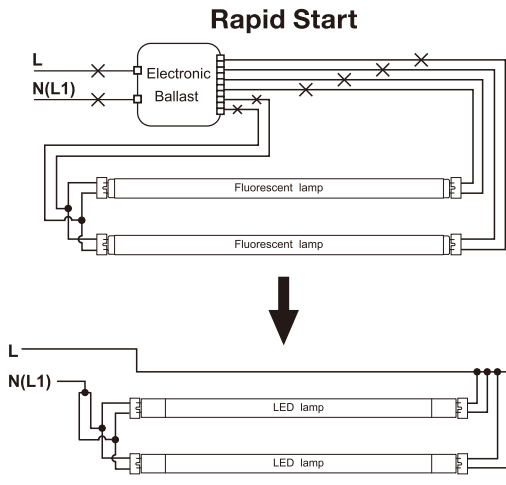 Rapid Start
L
N(L1)
Electronic
Ballast
Fluorescent lamp
Fluorescent lamp
L
N(L1)
LED lamp
LED lamp